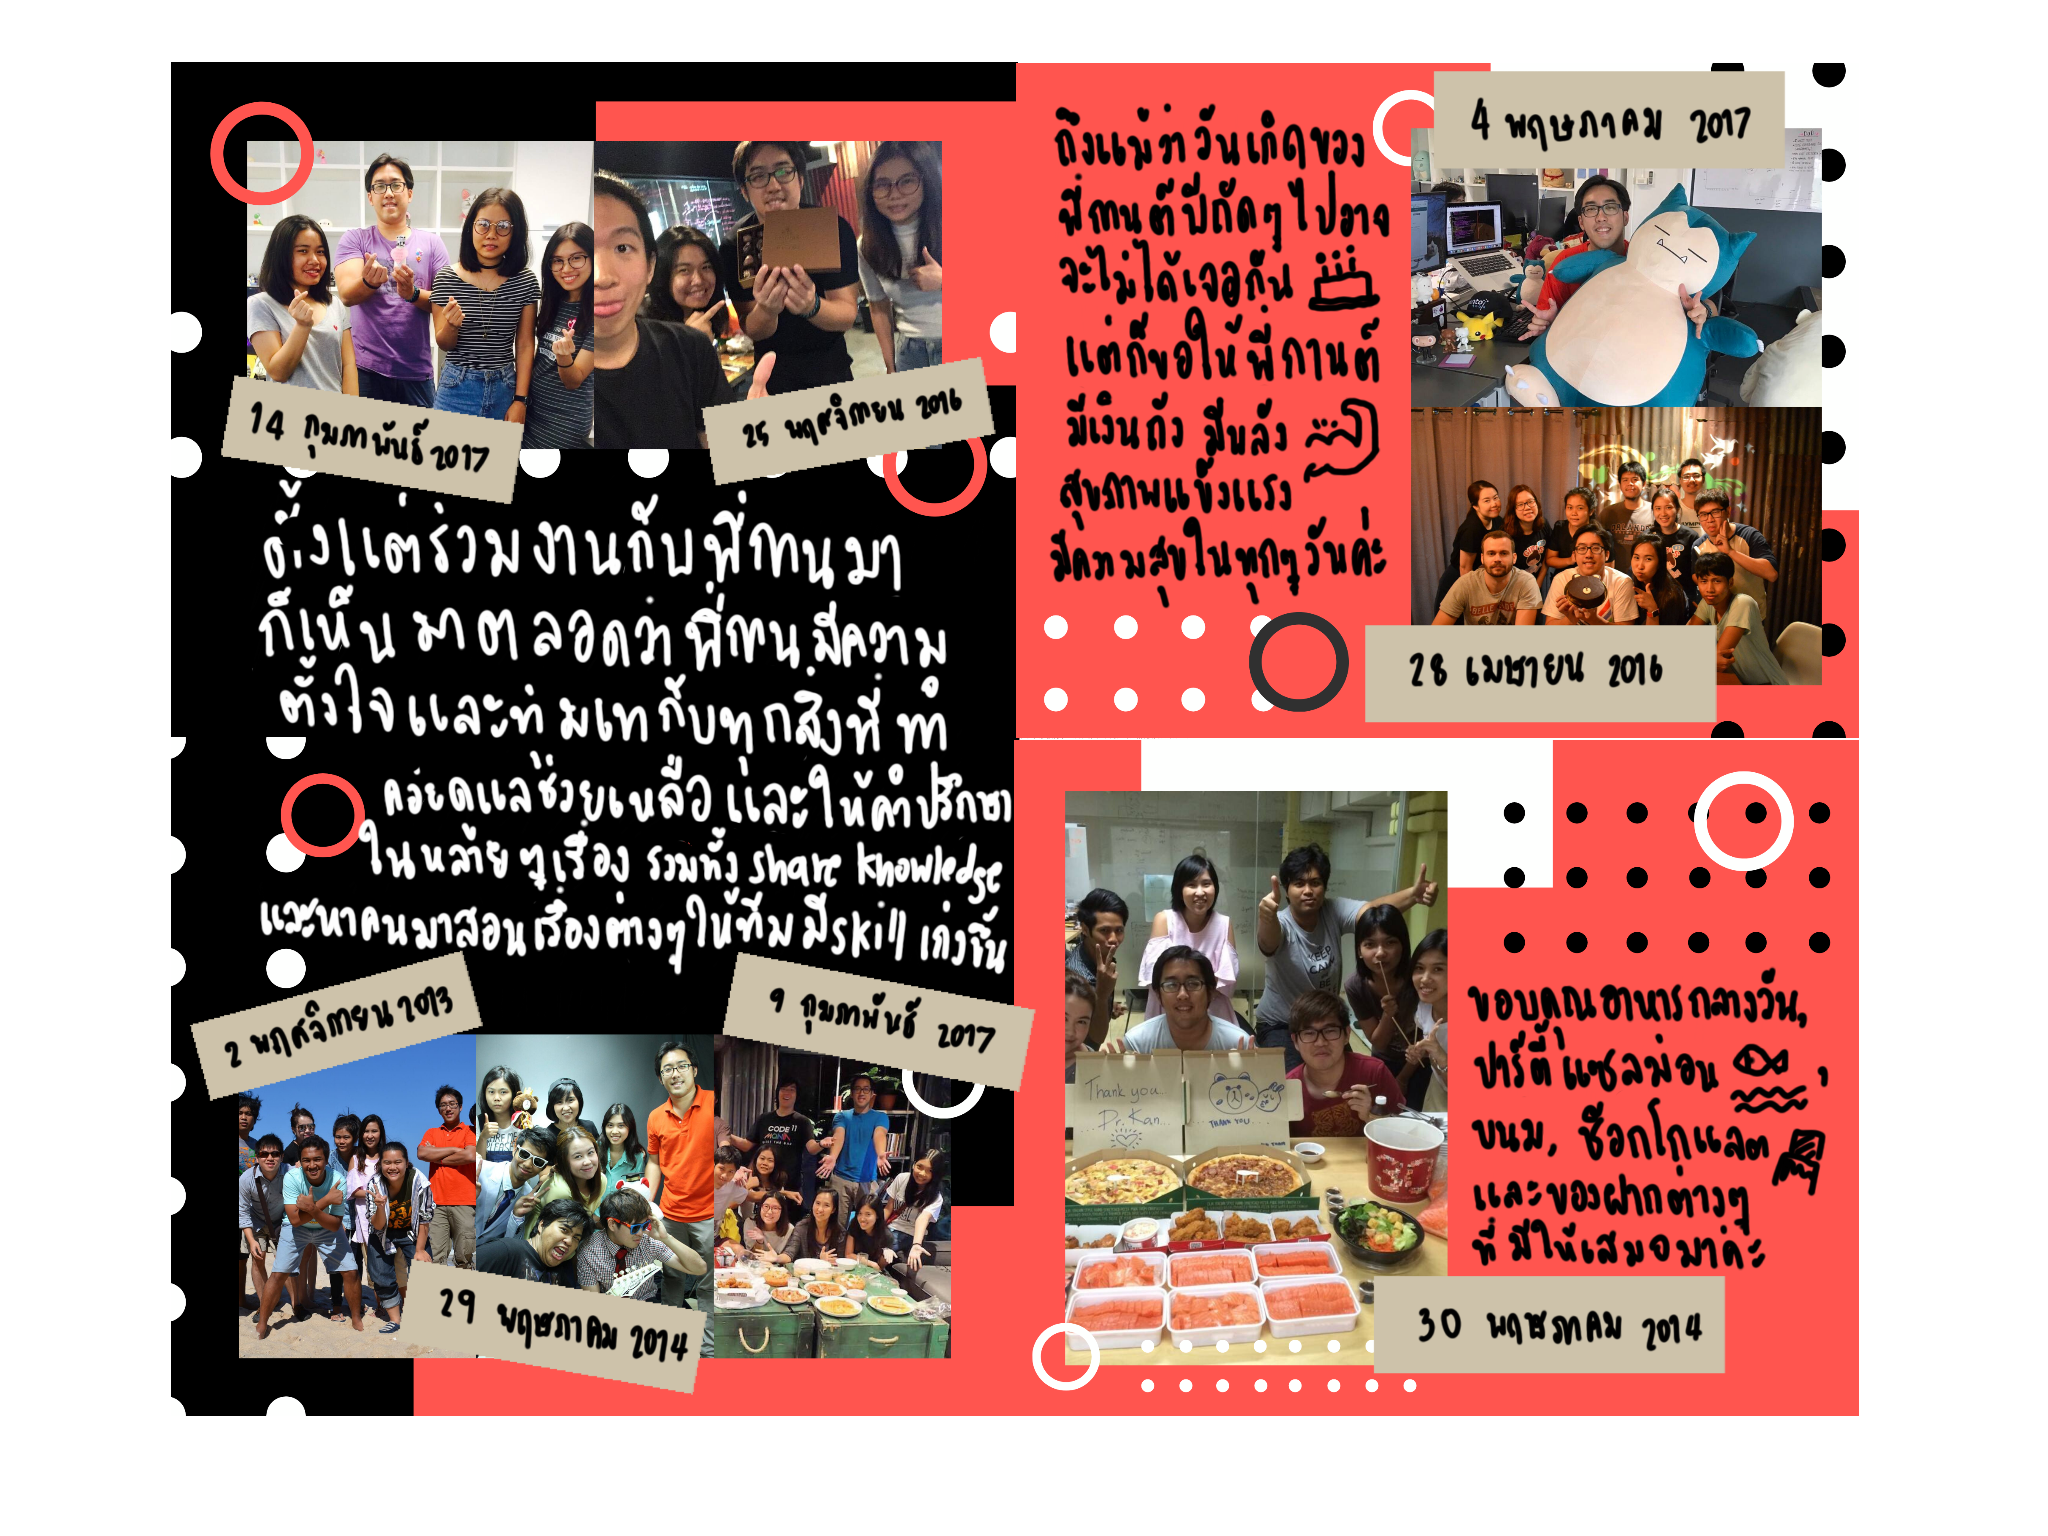 14 กุมภาพันธ์ 2017
25 พฤศจิกายน 2016
ตั้งแต่ร่วมงานกับพี่กานมา
ก็เห็นมาตลอดว่าพี่กานมีความ
ตั้งใจและทุ่มเทกับทุกสิ่งที่ทำ
คอยดูแลช่วยเหลือ และให้คำปรึกษา
ในหลายๆเรื่อง รวมทั้ง share knowledge
และหาคนมาสอนเรื่องต่างๆให้ทีมมีskill เก่งขึ้น
2 พฤศจิกายน 2013
9 กุมภาพันธ์ 2017
CODE
MANIA 11
29 พฤษภาคม 2014
ถึงแม้ว่าวันเกิดของ
พี่กานต์ปีถัดๆไปอาจ
จะไม่ได้เจอกัน
แต่ก็ขอให้พี่กานต์
มีเงินถัง มีพลัง
สุขภาพแข็งแรง
มีความสุขในทุกๆวันค่ะ
4 พฤษภาคม 2017
28 เมษายน 2016
KEEP
CALM
Thank you...
...Dr. Kan...
THANK YOU
ขอบคุณอาหารกลางวัน,
ปาร์ตี้แซลม่อน ,
ขนม, ช็อกโกแลต
และของฝากต่างๆ
ที่มีให้เสมอมาค่ะ
30 พฤษภาคม 2014